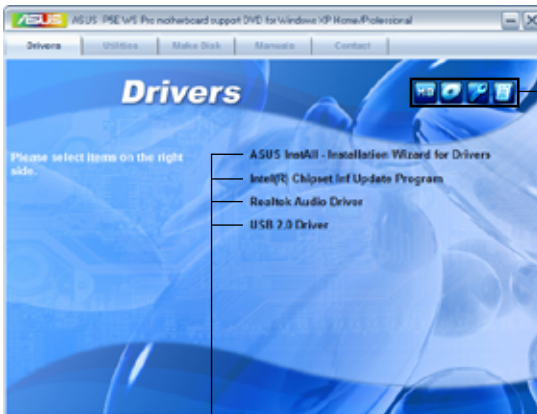 ASUS P5E WS Pro motherboard support DVD for Windows XP Home/Professional
Drivers
Utilities
Make Disk
Manuals
Contact
Drivers
Please select items on the right
side.
ASUS InstAll - Installation Wizard for Drivers
Intel(R) Chipset Inf Update Program
Realtek Audio Driver
USB 2.0 Driver